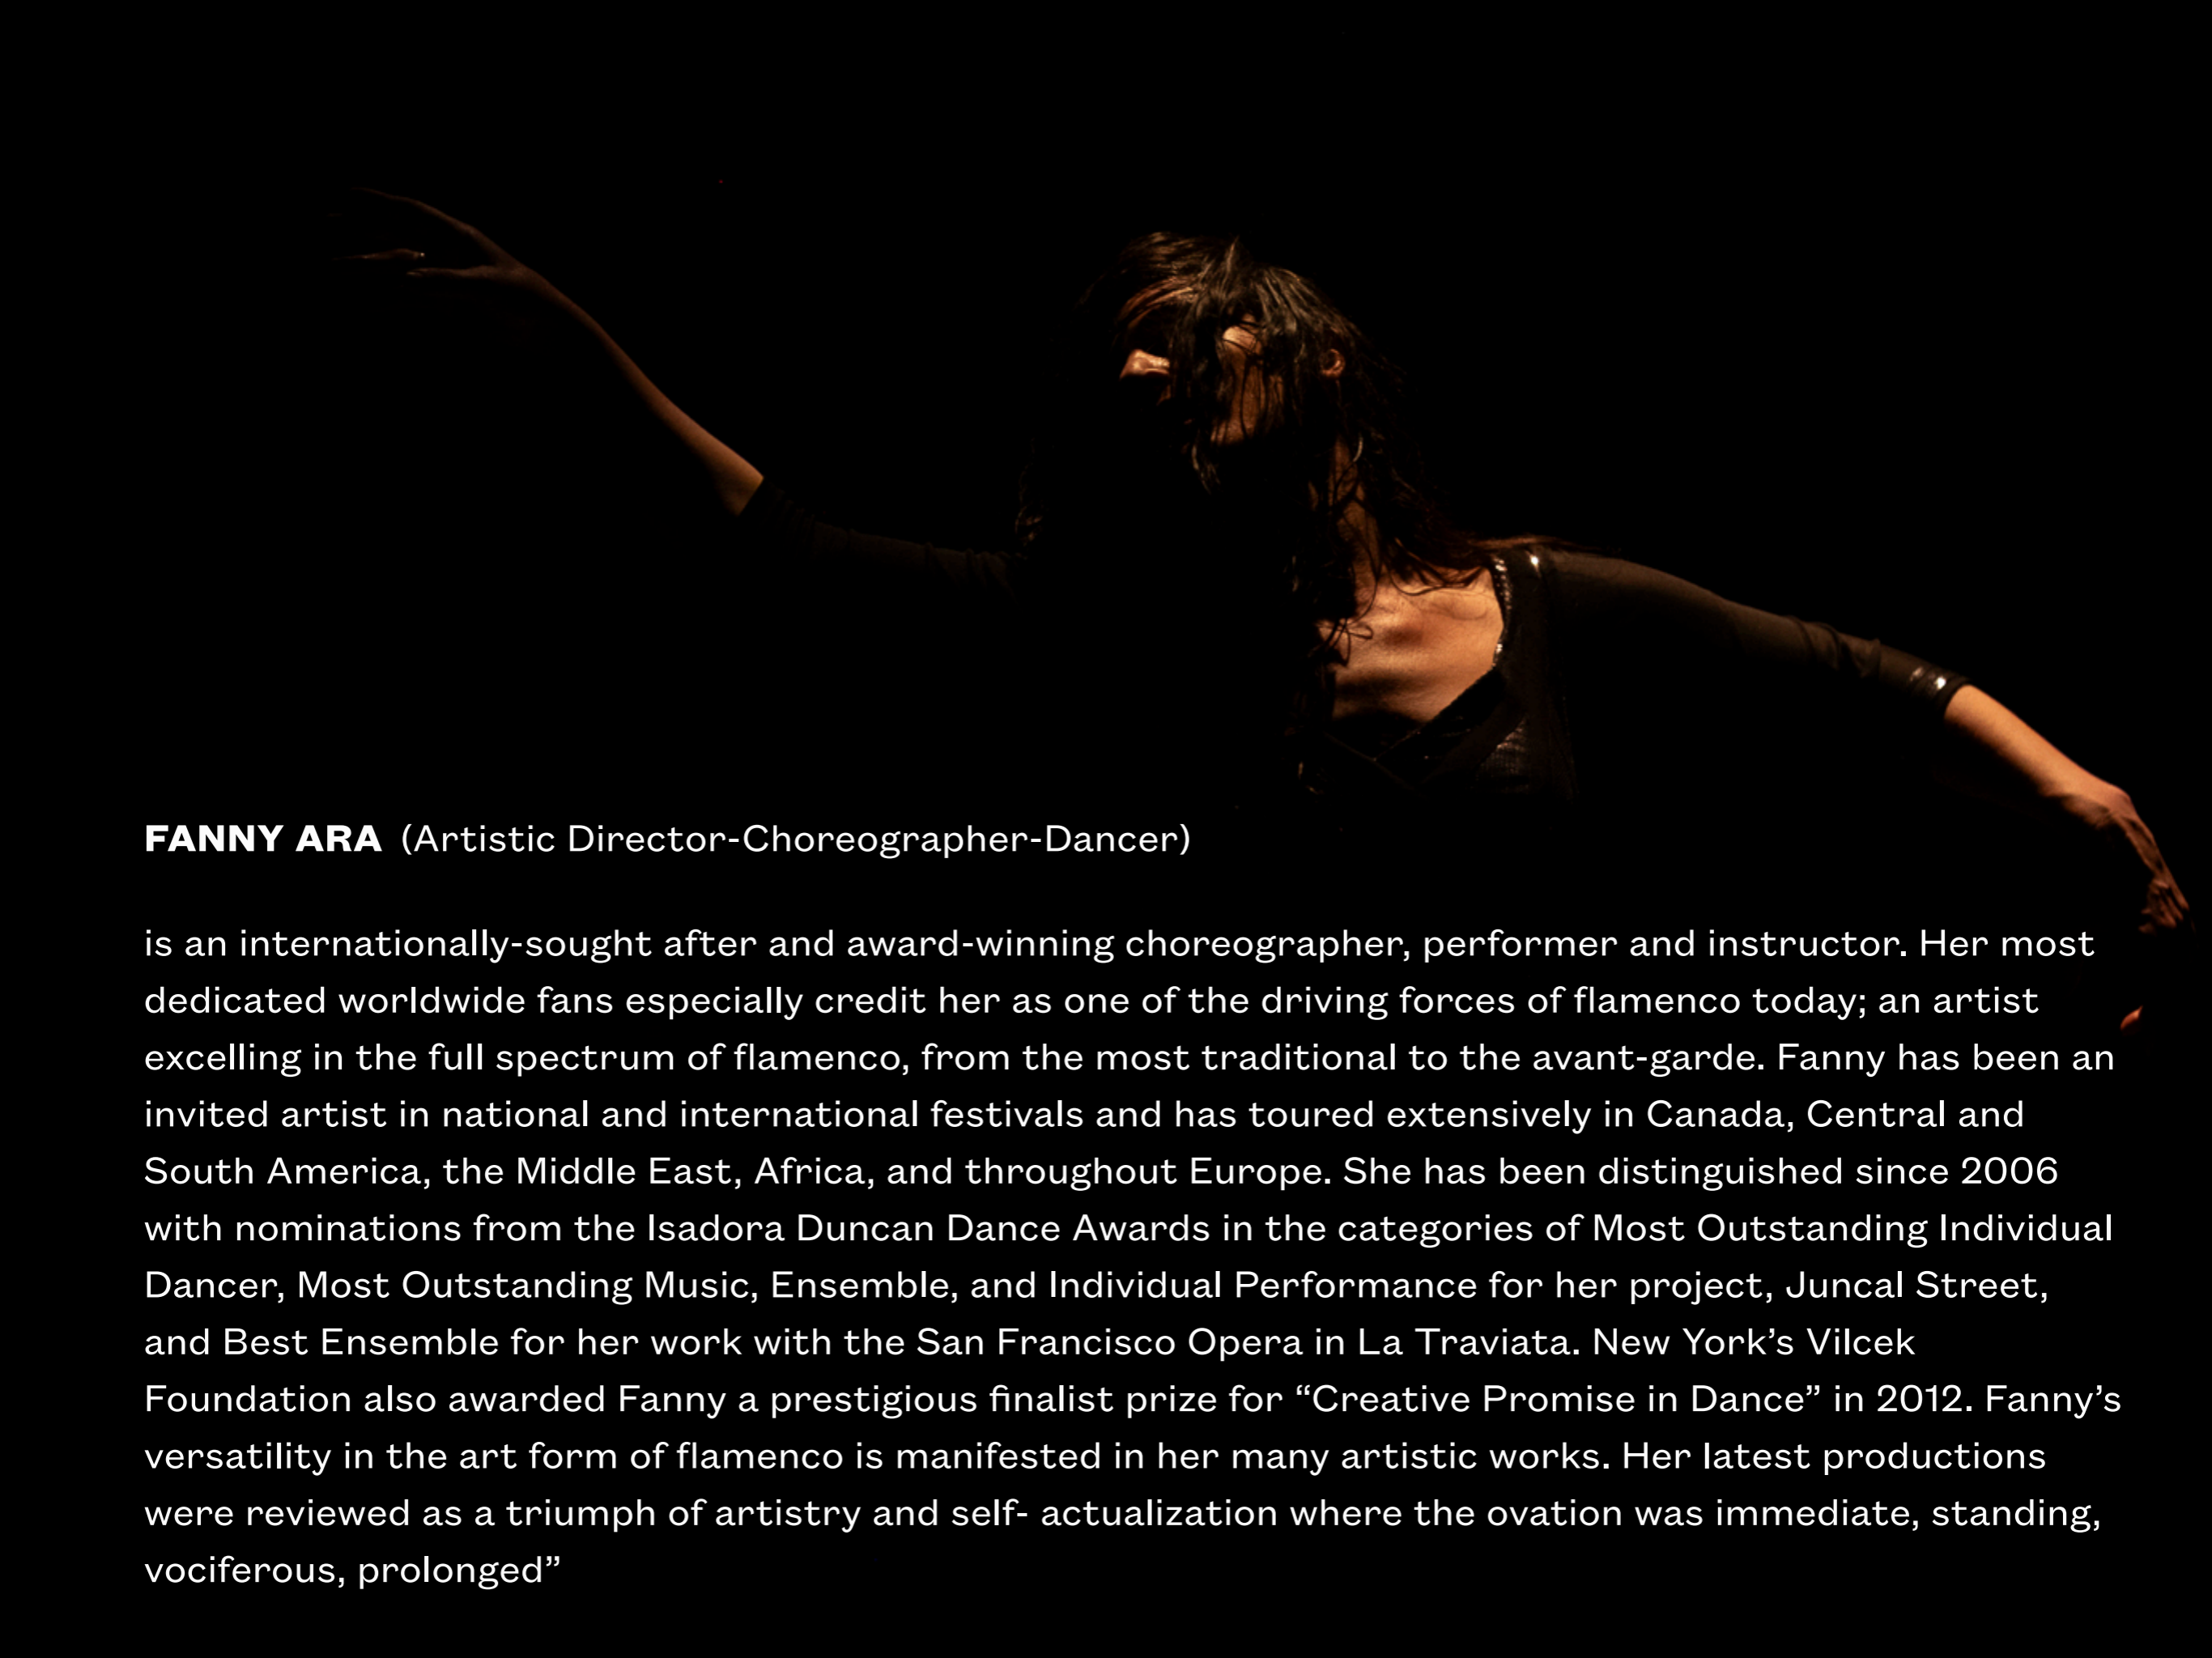 FANNY ARA (Artistic Director-Choreographer-Dancer)
is an internationally-sought after and award-winning choreographer, performer and instructor. Her most
dedicated worldwide fans especially credit her as one of the driving forces of flamenco today; an artist
excelling in the full spectrum of flamenco, from the most traditional to the avant-garde. Fanny has been an
invited artist in national and international festivals and has toured extensively in Canada, Central and
South America, the Middle East, Africa, and throughout Europe. She has been distinguished since 2006
with nominations from the Isadora Duncan Dance Awards in the categories of Most Outstanding Individual
Dancer, Most Outstanding Music, Ensemble, and Individual Performance for her project, Juncal Street,
and Best Ensemble for her work with the San Francisco Opera in La Traviata. New York’s Vilcek
Foundation also awarded Fanny a prestigious finalist prize for “Creative Promise in Dance” in 2012. Fanny’s
versatility in the art form of flamenco is manifested in her many artistic works. Her latest productions
were reviewed as a triumph of artistry and self- actualization where the ovation was immediate, standing,
vociferous, prolonged”